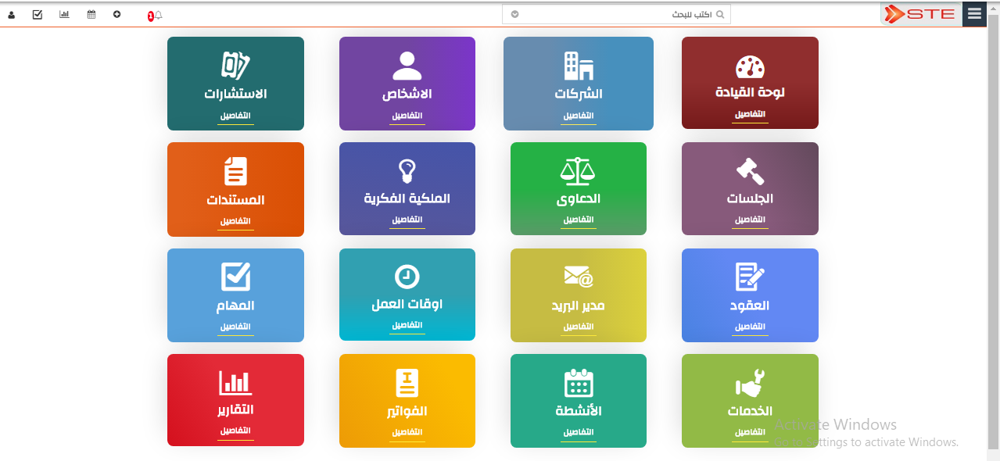 STE
اكتب للبحث
1
لوحة القيادة
التفاصيل
الشركات
التفاصيل
الاشخاص
التفاصيل
الاستشارات
التفاصيل
الجلسات
التفاصيل
الدعاوى
التفاصيل
الملكية الفكرية
التفاصيل
المستندات
التفاصيل
العقود
التفاصيل
مدير البريد
التفاصيل
اوقات العمل
التفاصيل
المهام
التفاصيل
الخدمات
التفاصيل
الأنشطة
التفاصيل
الفواتير
التفاصيل
التقارير
التفاصيل
Activate Windows
Go to Settings to activate Windows.